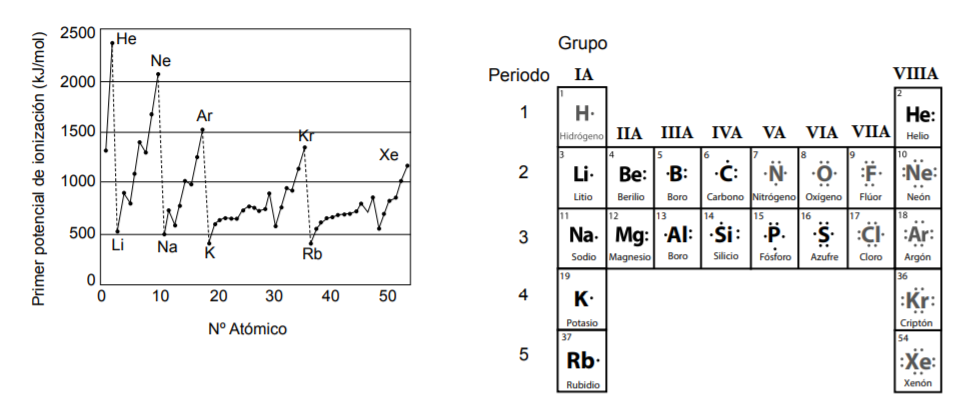 Primer potencial de ionización (kJ/mol)
2500
2000
1500
1000
500
0
He
Ne
Ar
Kr
Xe
Li
Na
K
Rb
0 10 20 30 40 50
Nº Atómico
Grupo
Periodo IA VIIIA
1
1 H· Hidrógeno
2 He: Helio
IIA IIIA IVA VA VIA VIIA
2
3 Li· Litio
4 Be: Berilio
5 ·B: Boro
6 ·C: Carbono
7 ·N· Nitrógeno
8 ·O· Oxígeno
9 :F· Flúor
10 :Ne: Neón
3
11 Na· Sodio
12 Mg: Magnesio
13 ·Al: Boro
14 ·Si: Silicio
15 ·P· Fósforo
16 ·S· Azufre
17 :Cl· Cloro
18 :Ar: Argón
4
19 K· Potasio
36 :Kr: Criptón
5
37 Rb· Rubidio
54 :Xe: Xenón